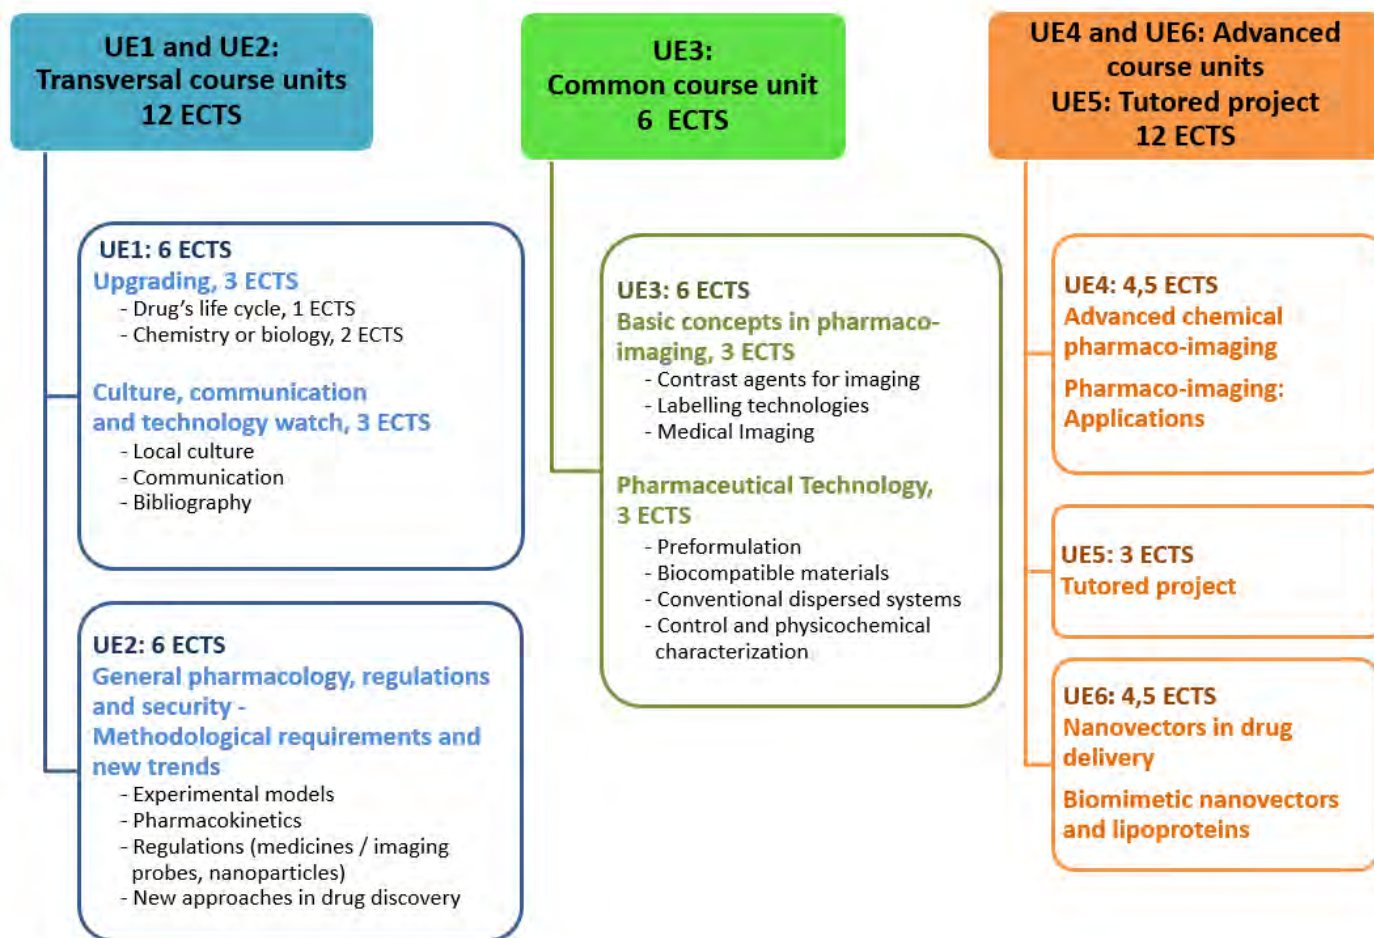 UE1 and UE2:
Transversal course units
12 ECTS
UE1: 6 ECTS
Upgrading, 3 ECTS
- Drug's life cycle, 1 ECTS
- Chemistry or biology, 2 ECTS
Culture, communication
and technology watch, 3 ECTS
- Local culture
- Communication
- Bibliography
UE2: 6 ECTS
General pharmacology, regulations
and security -
Methodological requirements and
new trends
- Experimental models
- Pharmacokinetics
- Regulations (medicines / imaging
probes, nanoparticles)
- New approaches in drug discovery
UE3:
Common course unit
6 ECTS
UE3: 6 ECTS
Basic concepts in pharmaco-
imaging, 3 ECTS
- Contrast agents for imaging
- Labelling technologies
- Medical Imaging
Pharmaceutical Technology,
3 ECTS
- Preformulation
- Biocompatible materials
- Conventional dispersed systems
- Control and physicochemical
characterization
UE4 and UE6: Advanced
course units
UE5: Tutored project
12 ECTS
UE4: 4,5 ECTS
Advanced chemical
pharmaco-imaging
Pharmaco-imaging:
Applications
UE5: 3 ECTS
Tutored project
UE6: 4,5 ECTS
Nanovectors in drug
delivery
Biomimetic nanovectors
and lipoproteins